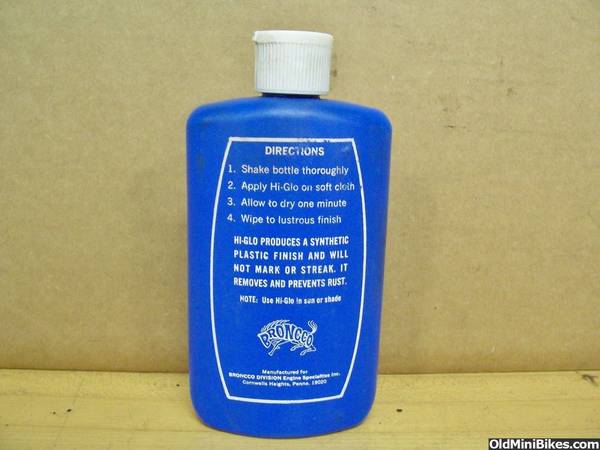 DIRECTIONS
1. Shake bottle thoroughly
2. Apply Hi-Glo on soft cloth
3. Allow to dry one minute
4. Wipe to lustrous finish
HI-GLO PRODUCES A SYNTHETIC
PLASTIC FINISH AND WILL
NOT MARK OR STREAK. IT
REMOVES AND PREVENTS RUST.
NOTE: Use Hi-Glo in sun or shade
BRONCCO
Manufactured for
BRONCCO DIVISION Engine Specialties Inc.
Cornwells Heights, Penna. 19020
OldMiniBikes.com